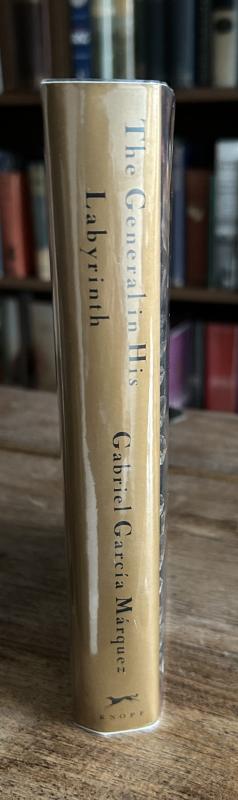 The General in His
Labyrinth
Gabriel García Márquez
KNOPF